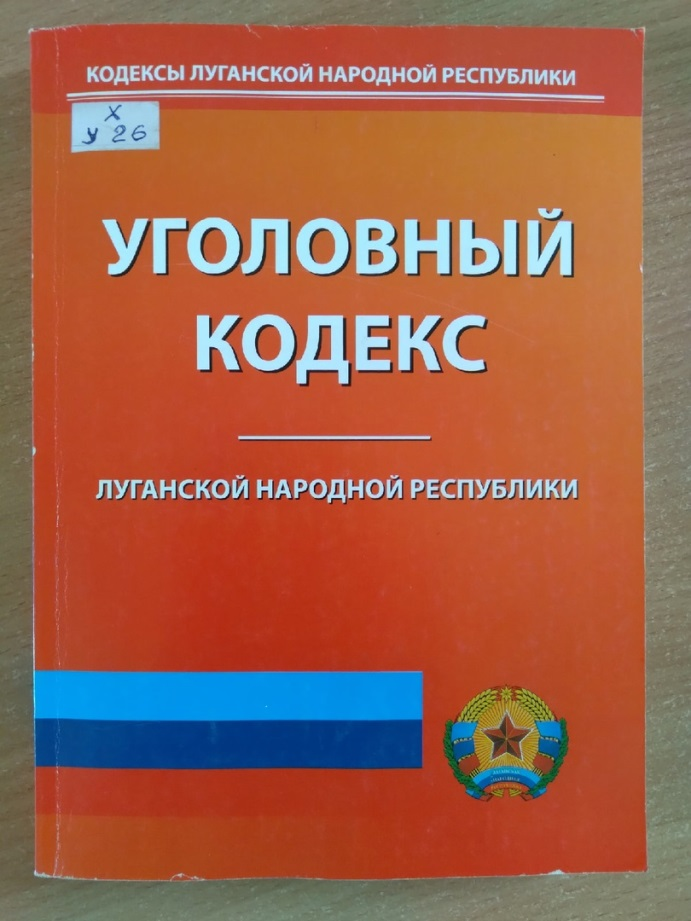 КОДЕКСЫ ЛУГАНСКОЙ НАРОДНОЙ РЕСПУБЛИКИ
Х
У 26
УГОЛОВНЫЙ
КОДЕКС
ЛУГАНСКОЙ НАРОДНОЙ РЕСПУБЛИКИ